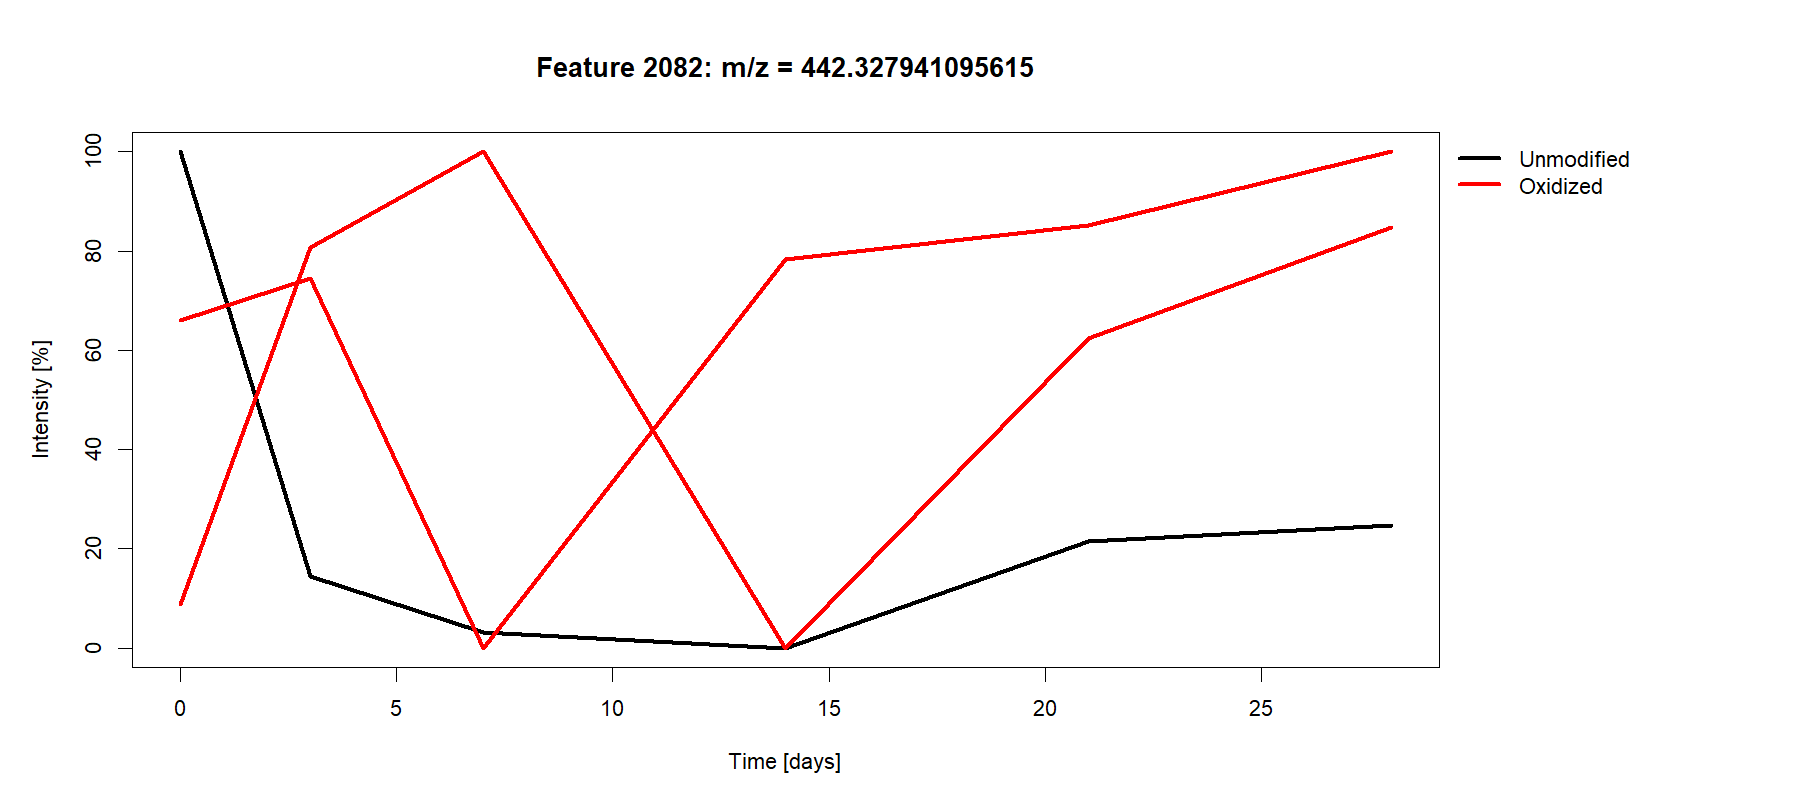 Feature 2082: m/z = 442.327941095615
Unmodified
Oxidized
Intensity [%]
100
80
60
40
20
0
0 5 10 15 20 25
Time [days]